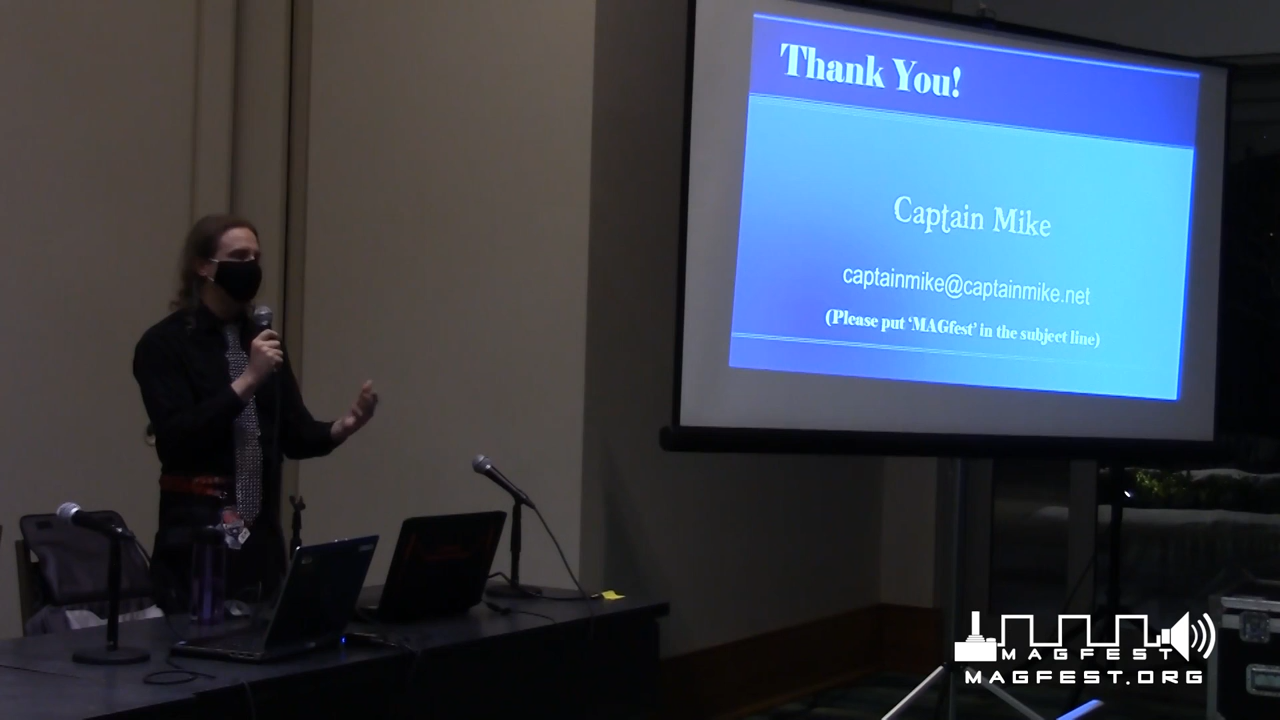 Thank You!
Captain Mike
captainmike@captainmike.net
(Please put ‘MAGfest’ in the subject line)
MAGFEST
MAGFEST.ORG